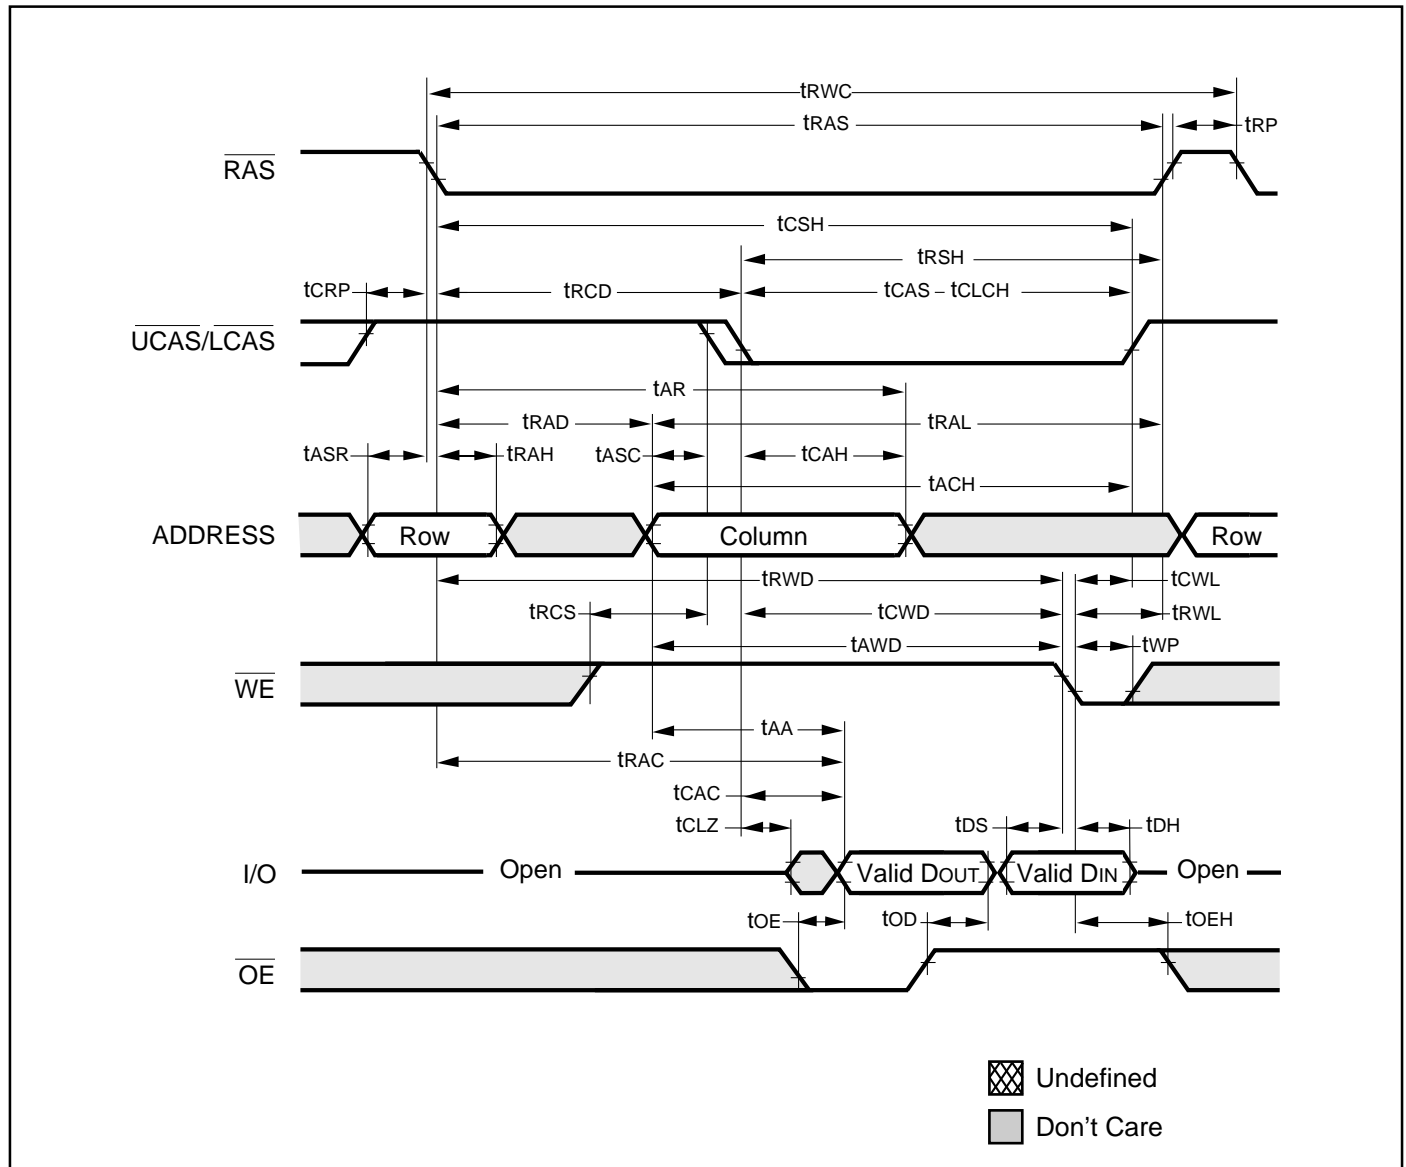 tRWC
tRAS
tRP
RAS
tCSH
tRSH
tCRP
tRCD
tCAS – tCLCH
UCAS/LCAS
tAR
tRAD
tRAL
tASR
tRAH
tASC
tCAH
tACH
ADDRESS
Row
Column
Row
tRWD
tCWL
tRCS
tCWD
tRWL
tAWD
tWP
WE
tAA
tRAC
tCAC
tCLZ
tDS
tDH
I/O
Open
Valid DOUT
Valid DIN
Open
tOE
tOD
tOEH
OE
Undefined
Don't Care